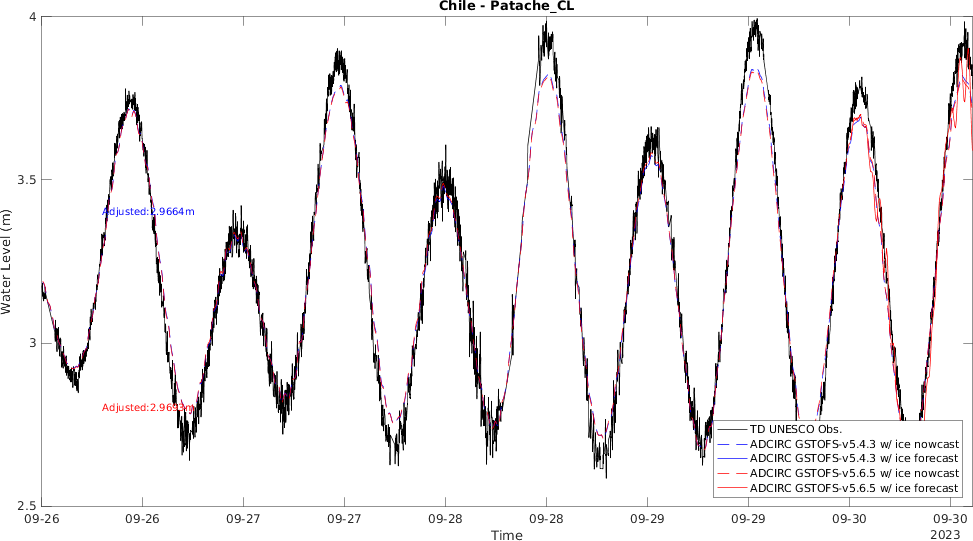 Chile - Patache_CL
4
3.5
3
2.5
Water Level (m)
Adjusted:2.9664m
Adjusted:2.9693m
TD UNESCO Obs.
ADCIRC GSTOFS-v5.4.3 w/ ice nowcast
ADCIRC GSTOFS-v5.4.3 w/ ice forecast
ADCIRC GSTOFS-v5.6.5 w/ ice nowcast
ADCIRC GSTOFS-v5.6.5 w/ ice forecast
09-26 09-26 09-27 09-27 09-28 09-28 09-29 09-29 09-30 09-30
Time 2023